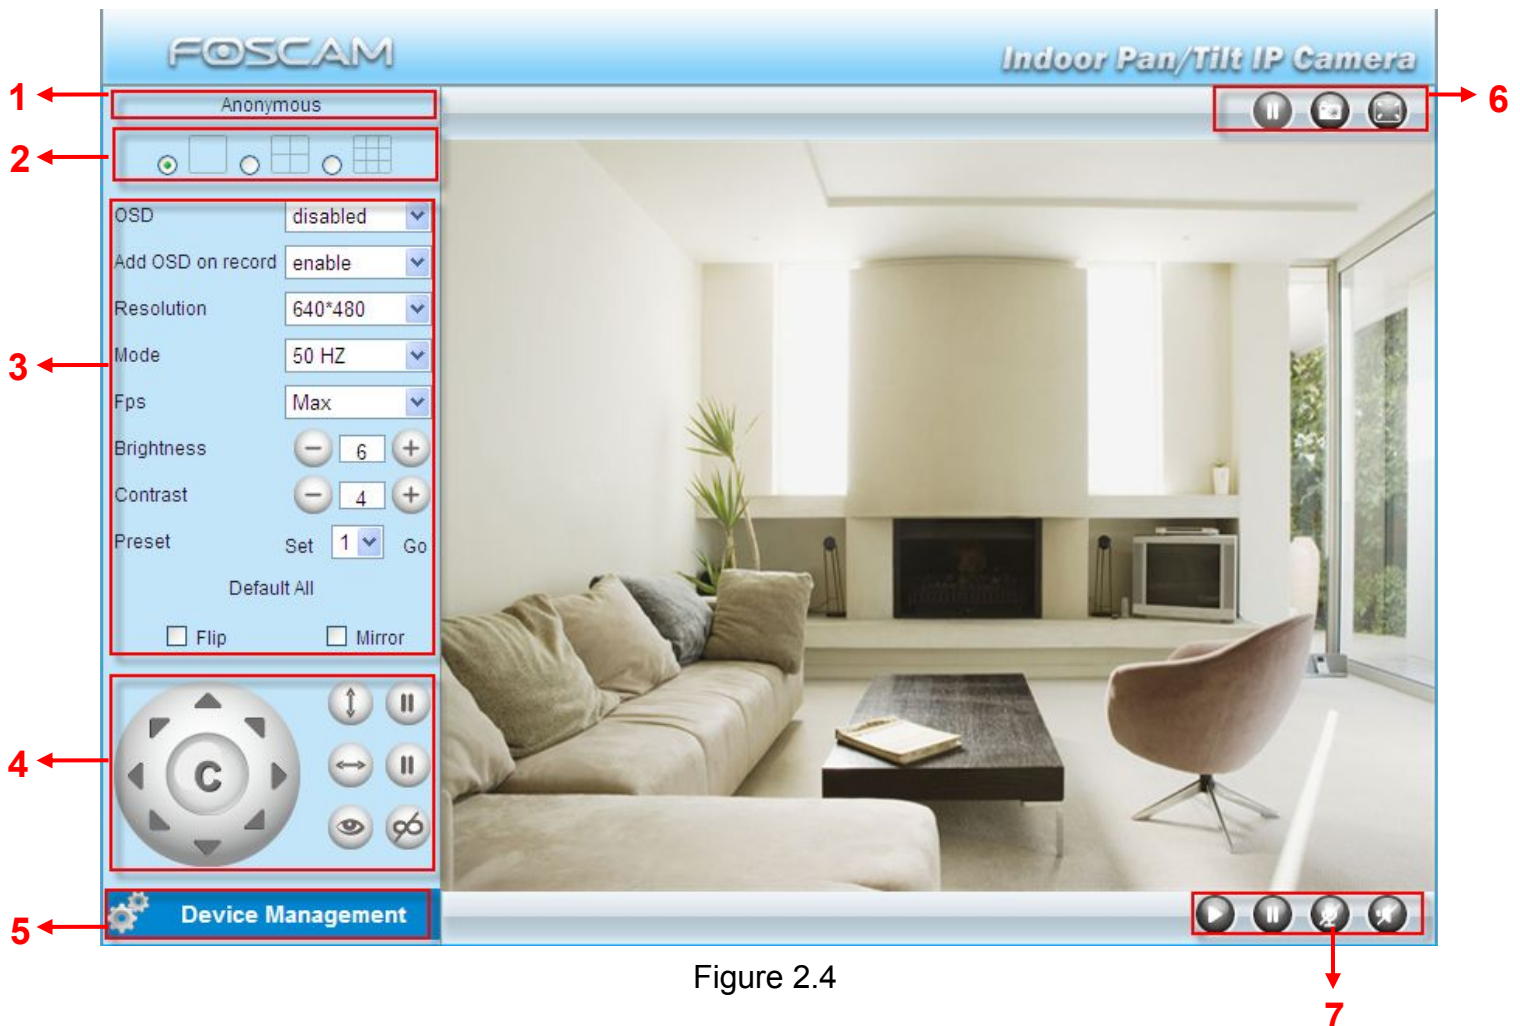 FOSCAM
Indoor Pan/Tilt IP Camera
1
Anonymous
6
2
OSD disabled
Add OSD on record enable
Resolution 640*480
Mode 50 HZ
3
Fps Max
Brightness 6
Contrast 4
Preset Set 1 Go
Default All
Flip Mirror
4
C
5
Device Management
Figure 2.4
7